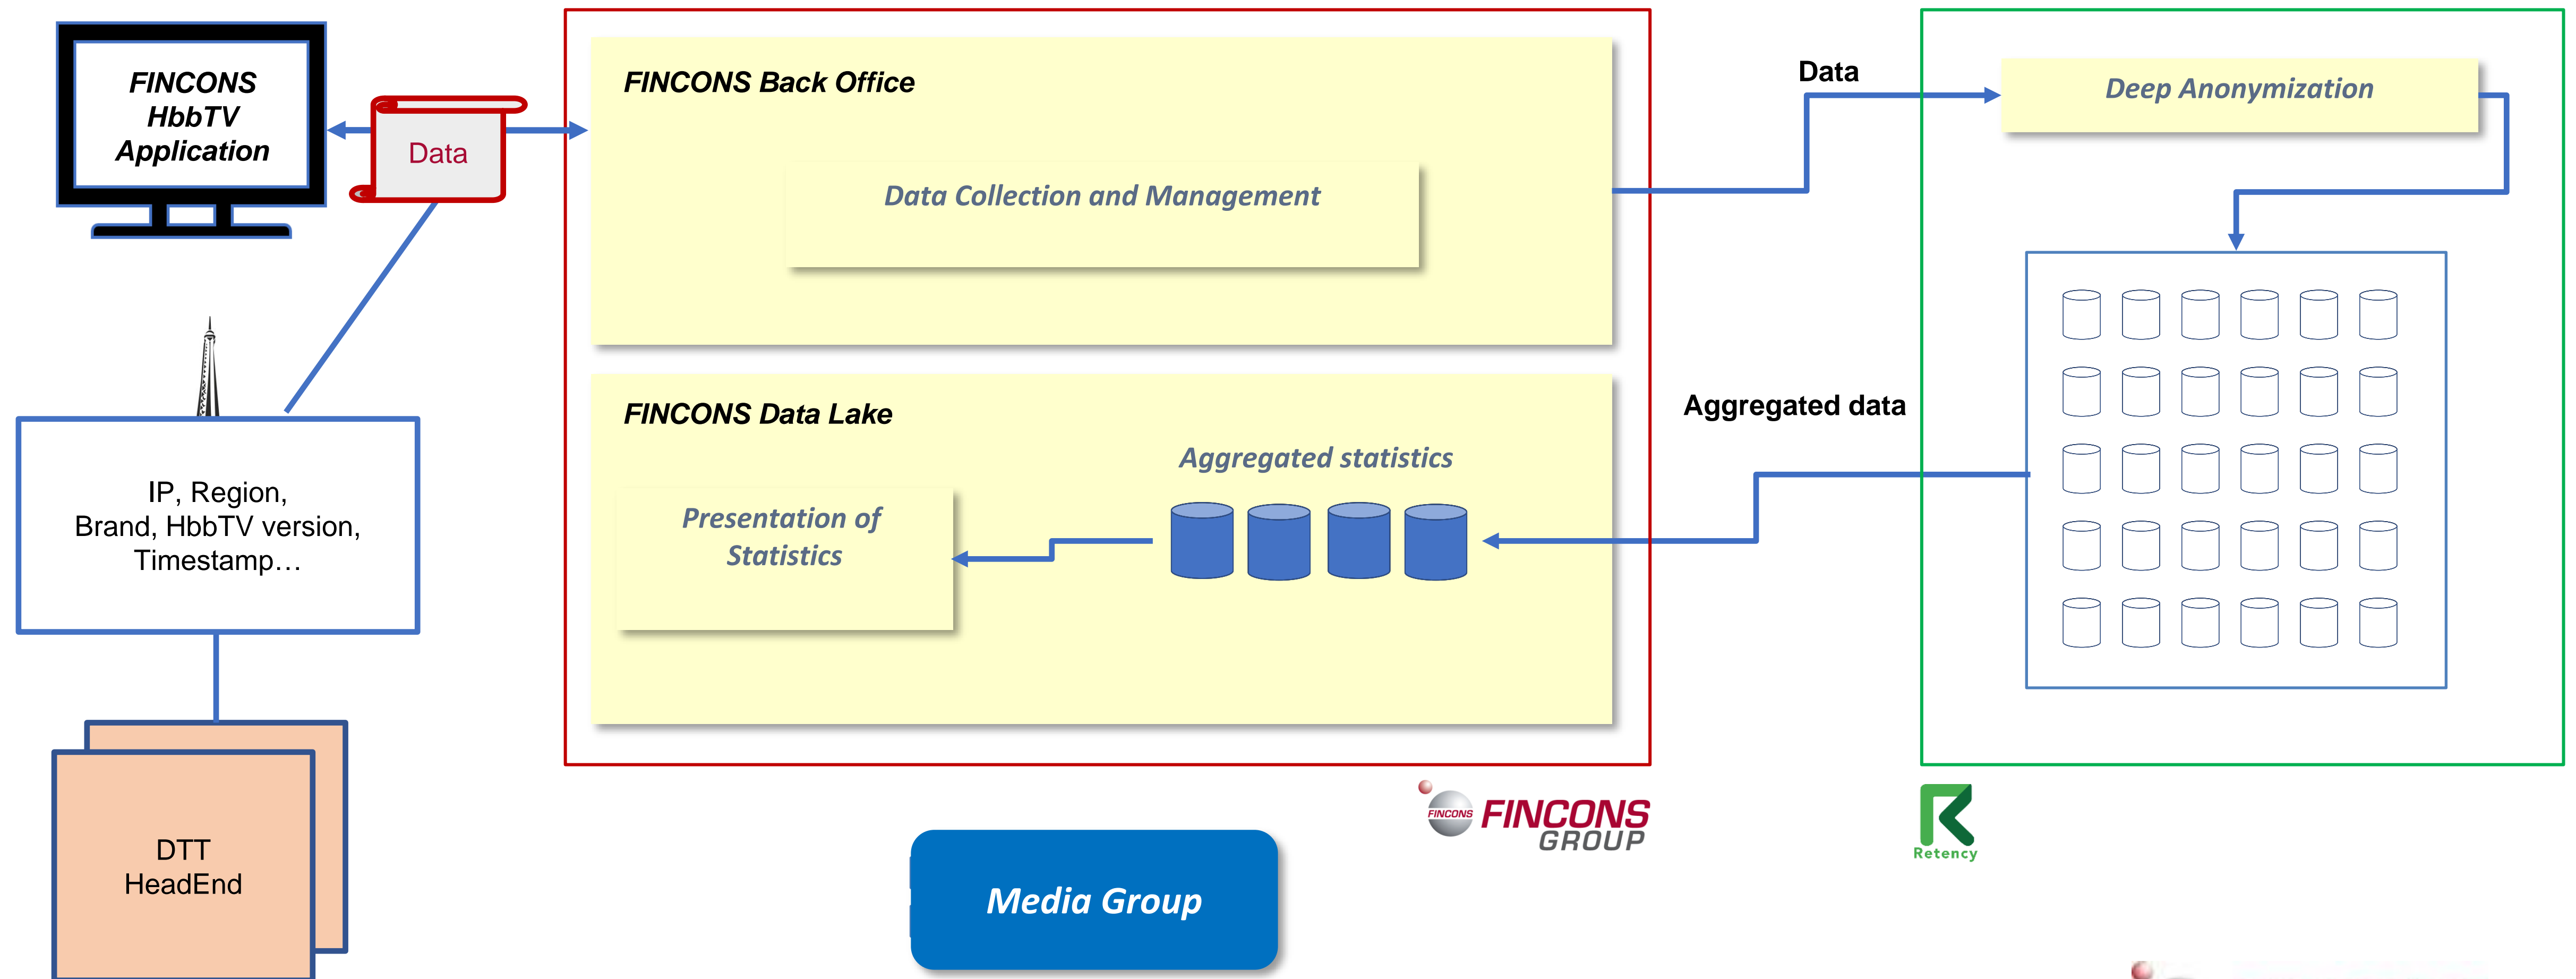 FINCONS
HbbTV
Application
Data
FINCONS Back Office
Data Collection and Management
Data
Deep Anonymization
IP, Region,
Brand, HbbTV version,
Timestamp…
FINCONS Data Lake
Aggregated statistics
Presentation of
Statistics
Aggregated data
DTT
HeadEnd
FINCONS
FINCONS
GROUP
Retency
Media Group